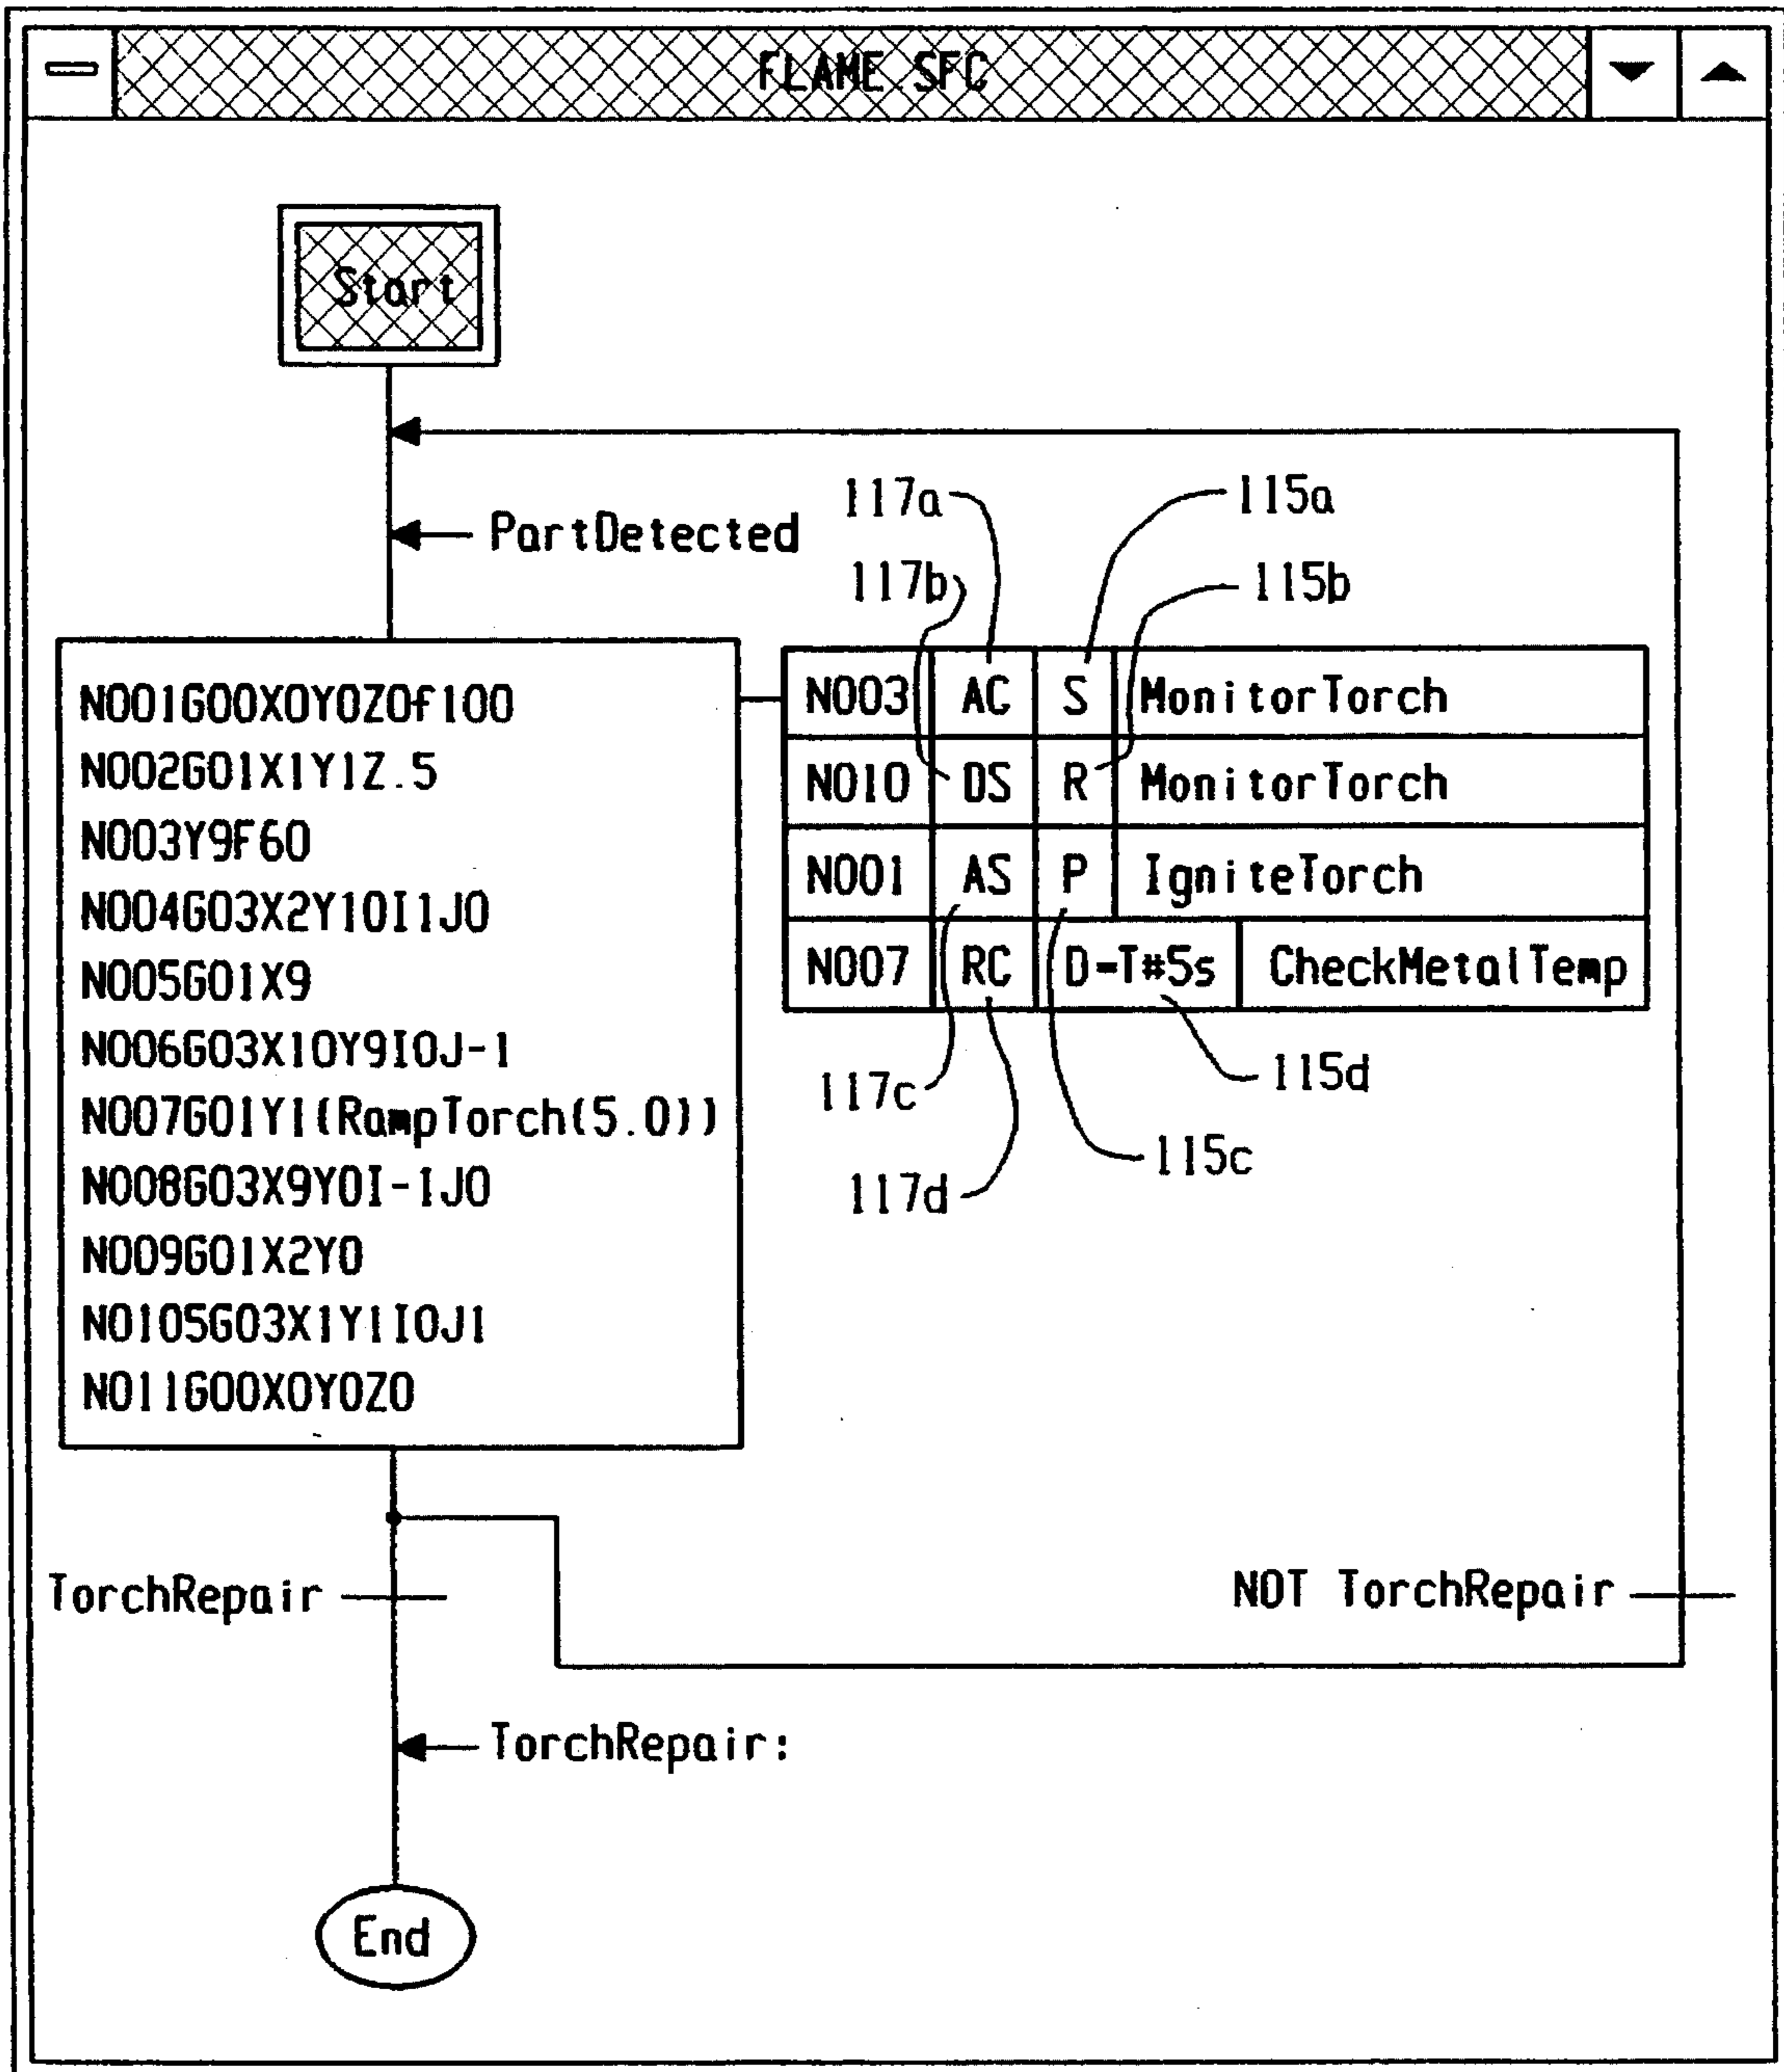 FLAME.SFC
Start
PartDetected
117a
115a
117b
115b
N001G00X0Y0Z0f100
N002G01X1Y1Z.5
N003Y9F60
N004G03X2Y10I1J0
N005G01X9
N006G03X10Y9I0J-1
N007G01Y1(RampTorch(5.0))
N008G03X9Y0I-1J0
N009G01X2Y0
N0105G03X1Y1I0J1
N011G00X0Y0Z0
N003 AC S MonitorTorch
N010 DS R MonitorTorch
N001 AS P IgniteTorch
N007 RC D=T#5s CheckMetalTemp
117c
115d
117d
115c
TorchRepair
NOT TorchRepair
TorchRepair:
End